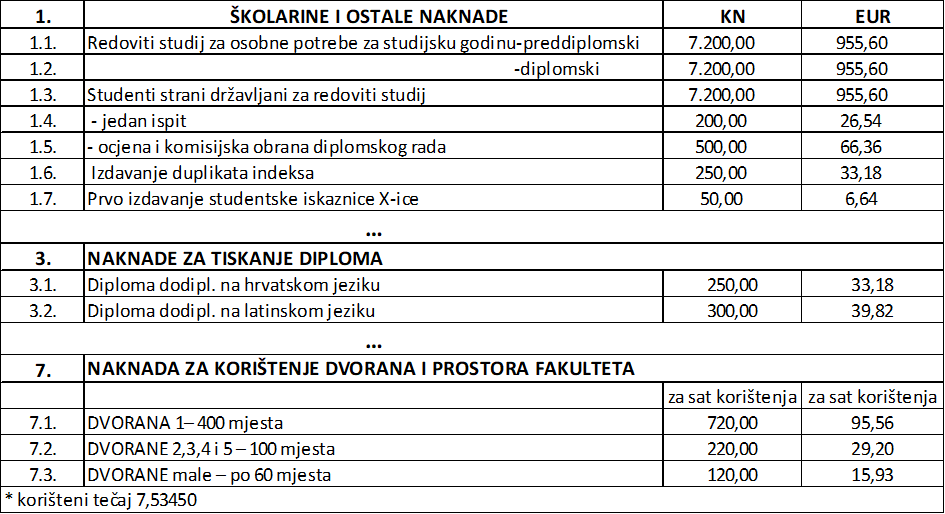 1. ŠKOLARINE I OSTALE NAKNADE KN EUR
1.1. Redoviti studij za osobne potrebe za studijsku godinu-preddiplomski 7.200,00 955,60
1.2. -diplomski 7.200,00 955,60
1.3. Studenti strani državljani za redoviti studij 7.200,00 955,60
1.4. - jedan ispit 200,00 26,54
1.5. - ocjena i komisijska obrana diplomskog rada 500,00 66,36
1.6. Izdavanje duplikata indeksa 250,00 33,18
1.7. Prvo izdavanje studentske iskaznice X-ice 50,00 6,64
...
3. NAKNADE ZA TISKANJE DIPLOMA
3.1. Diploma dodipl. na hrvatskom jeziku 250,00 33,18
3.2. Diploma dodipl. na latinskom jeziku 300,00 39,82
...
7. NAKNADA ZA KORIŠTENJE DVORANA I PROSTORA FAKULTETA
za sat korištenja za sat korištenja
7.1. DVORANA 1– 400 mjesta 720,00 95,56
7.2. DVORANE 2,3,4 i 5 – 100 mjesta 220,00 29,20
7.3. DVORANE male – po 60 mjesta 120,00 15,93
* korišteni tečaj 7,53450